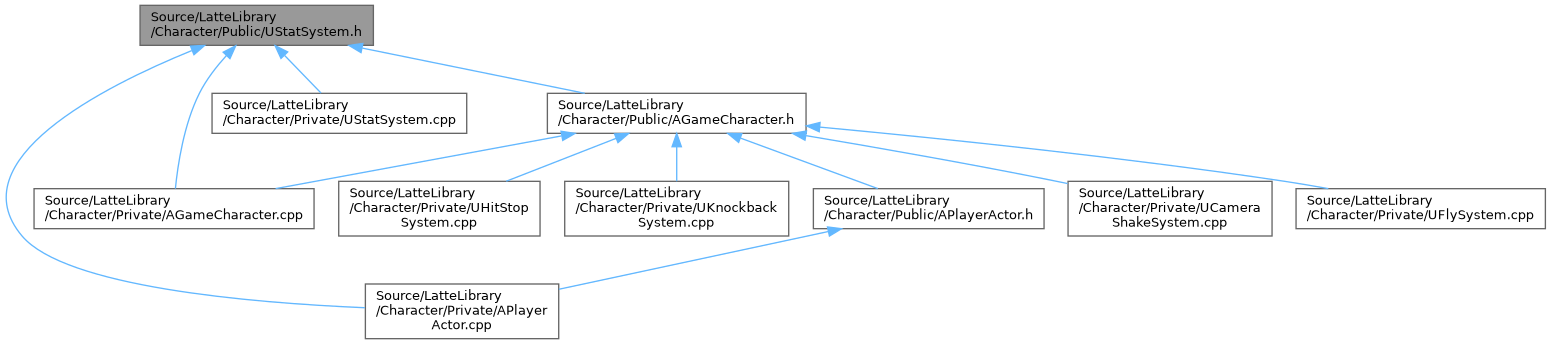 Source/LatteLibrary
/Character/Public/UStatSystem.h
Source/LatteLibrary
/Character/Private/UStatSystem.cpp
Source/LatteLibrary
/Character/Public/AGameCharacter.h
Source/LatteLibrary
/Character/Private/AGameCharacter.cpp
Source/LatteLibrary
/Character/Private/UHitStop
System.cpp
Source/LatteLibrary
/Character/Private/UKnockback
System.cpp
Source/LatteLibrary
/Character/Public/APlayerActor.h
Source/LatteLibrary
/Character/Private/UCamera
ShakeSystem.cpp
Source/LatteLibrary
/Character/Private/UFlySystem.cpp
Source/LatteLibrary
/Character/Private/APlayer
Actor.cpp